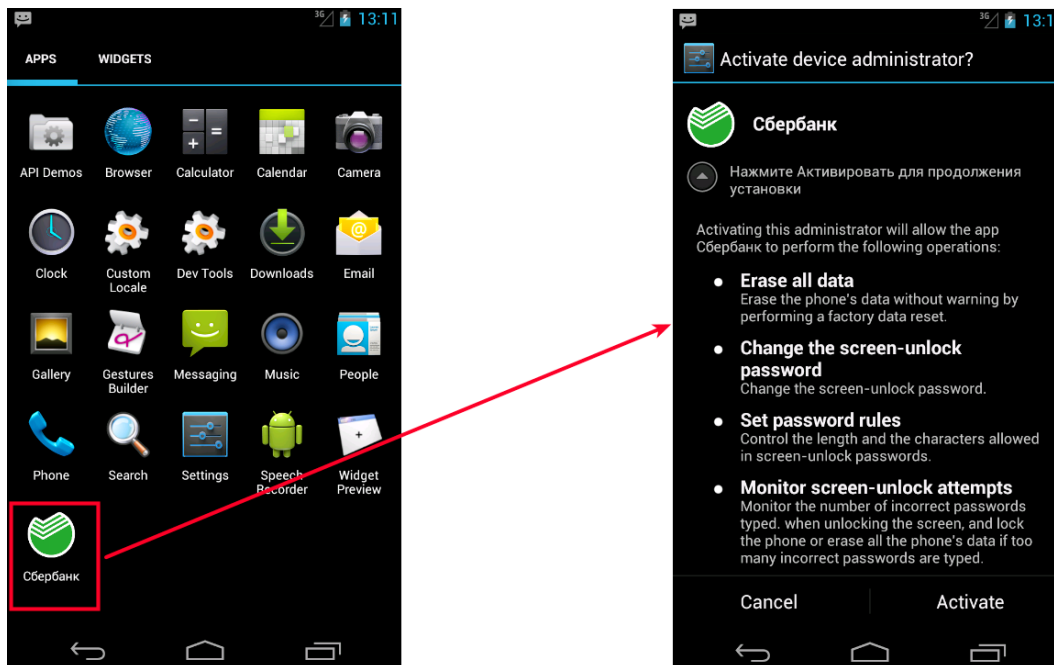 3G 13:11
APPS WIDGETS
API Demos Browser Calculator Calendar Camera
Clock Custom Locale Dev Tools Downloads Email
Gallery Gestures Builder Messaging Music People
Phone Search Settings Speech Recorder Widget Preview
Сбербанк
3G 13:1
Activate device administrator?
Сбербанк
Нажмите Активировать для продолжения
установки
Activating this administrator will allow the app
Сбербанк to perform the following operations:
● Erase all data
Erase the phone's data without warning by
performing a factory data reset.
● Change the screen-unlock
password
Change the screen-unlock password.
● Set password rules
Control the length and the characters allowed
in screen-unlock passwords.
● Monitor screen-unlock attempts
Monitor the number of incorrect passwords
typed. when unlocking the screen, and lock
the phone or erase all the phone's data if too
many incorrect passwords are typed.
Cancel Activate